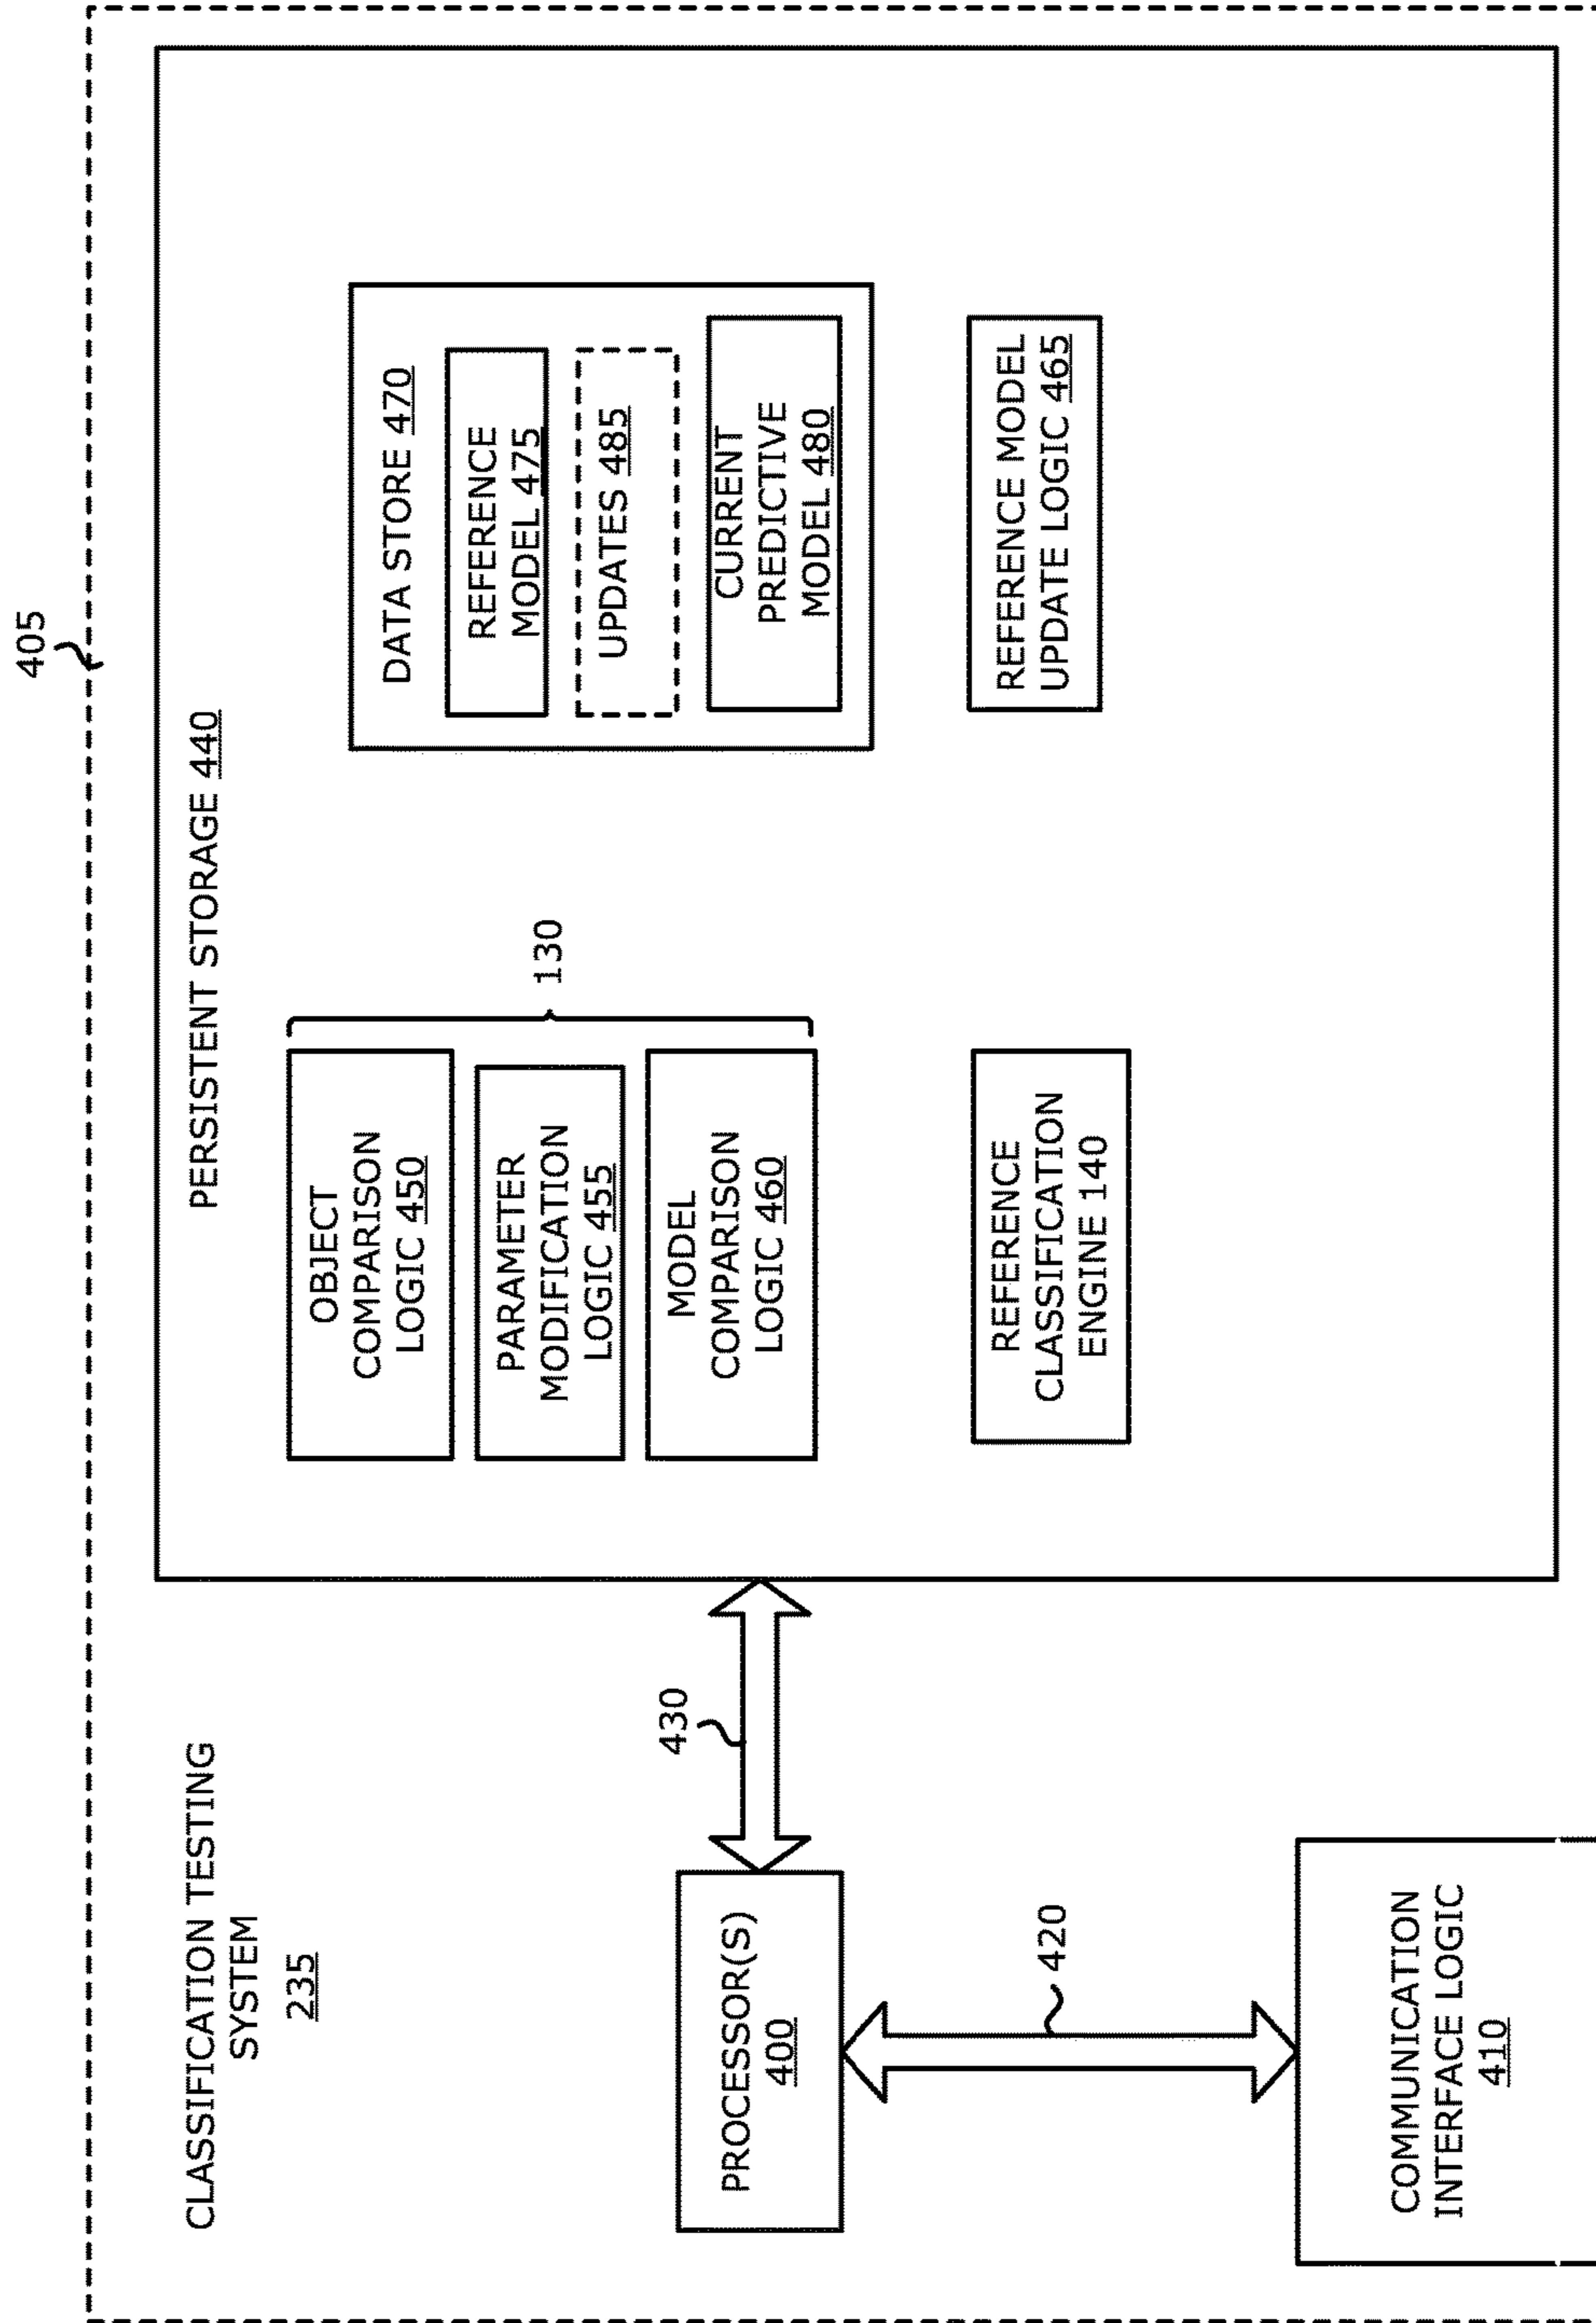 405
CLASSIFICATION TESTING
SYSTEM
235
PERSISTENT STORAGE 440
OBJECT
COMPARISON
LOGIC 450
PARAMETER
MODIFICATION
LOGIC 455
MODEL
COMPARISON
LOGIC 460
130
REFERENCE
CLASSIFICATION
ENGINE 140
DATA STORE 470
REFERENCE
MODEL 475
UPDATES 485
CURRENT
PREDICTIVE
MODEL 480
REFERENCE MODEL
UPDATE LOGIC 465
430
PROCESSOR(S)
400
420
COMMUNICATION
INTERFACE LOGIC
410